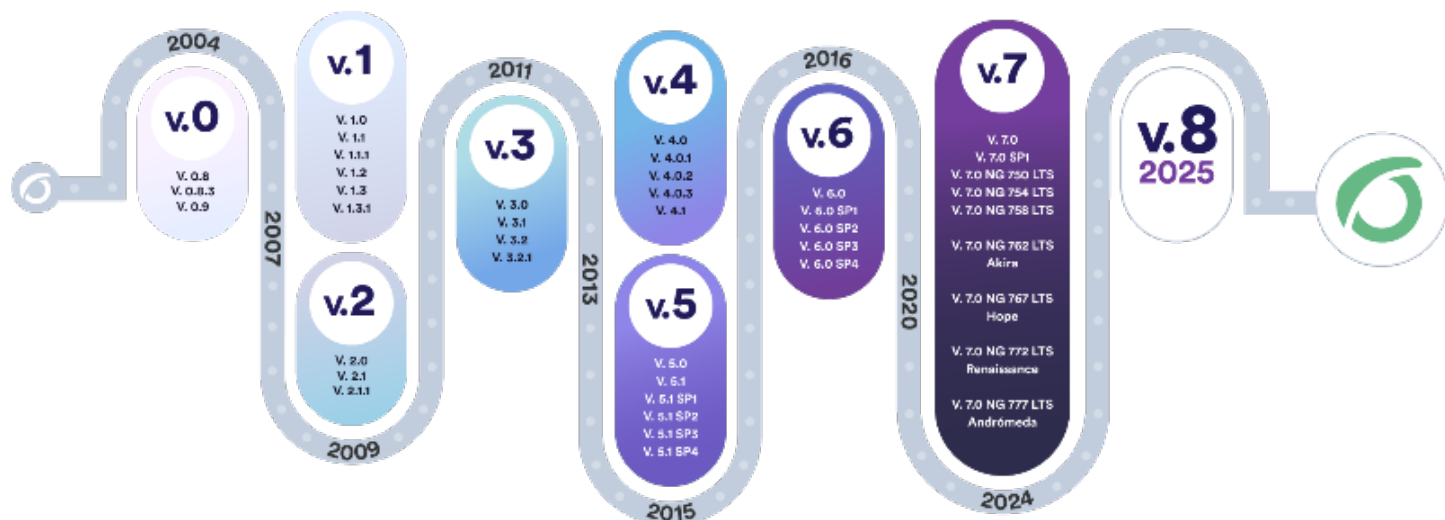 2004
v.0
V. 0.8
V. 0.8.3
V. 0.9
2007
v.1
V. 1.0
V. 1.1
V. 1.1.1
V. 1.2
V. 1.3
V. 1.3.1
v.2
V. 2.0
V. 2.1
V. 2.1.1
2009
2011
v.3
V. 3.0
V. 3.1
V. 3.2
V. 3.2.1
2013
v.4
V. 4.0
V. 4.0.1
V. 4.0.2
V. 4.0.3
V. 4.1
v.5
V. 5.0
V. 5.1
V. 5.1 SP1
V. 5.1 SP2
V. 5.1 SP3
V. 5.1 SP4
2015
2016
v.6
V. 6.0
V. 6.0 SP1
V. 6.0 SP2
V. 6.0 SP3
V. 6.0 SP4
2020
v.7
V. 7.0
V. 7.0 SP1
V. 7.0 NG 750 LTS
V. 7.0 NG 754 LTS
V. 7.0 NG 758 LTS
V. 7.0 NG 762 LTS
Akira
V. 7.0 NG 767 LTS
Hope
V. 7.0 NG 772 LTS
Renaissance
V. 7.0 NG 777 LTS
Andrómeda
2024
v.8
2025